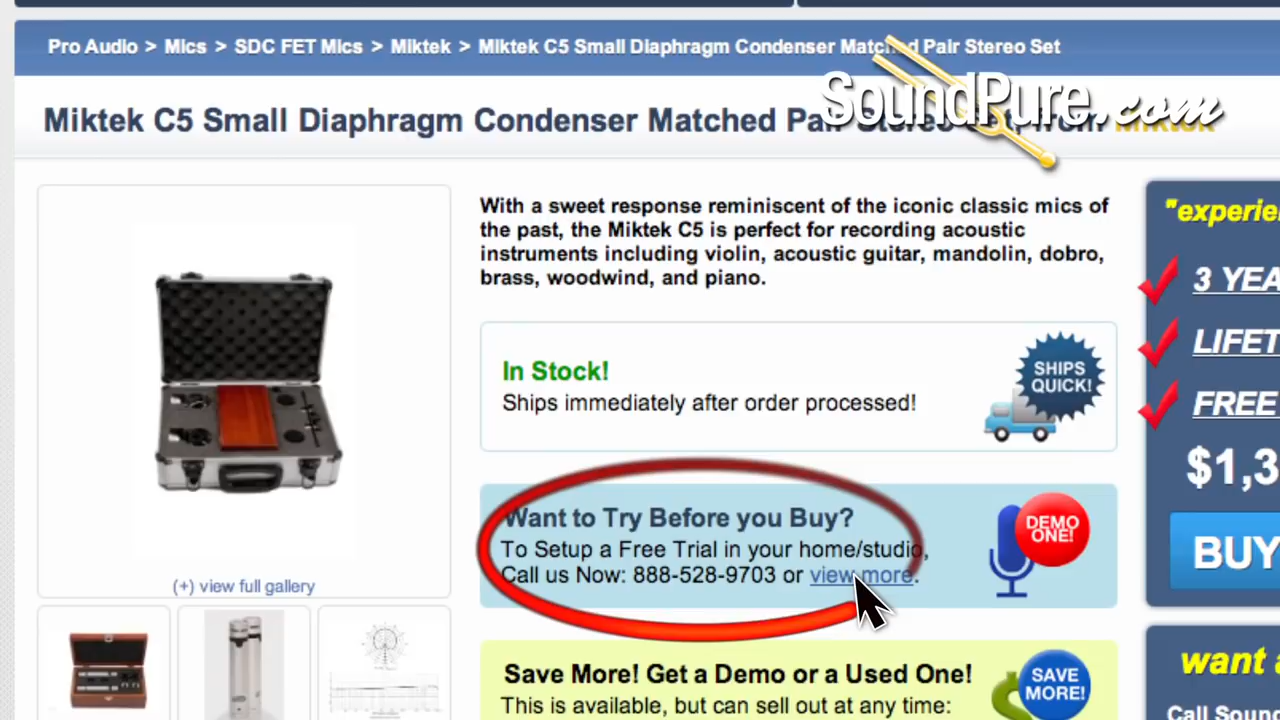 Pro Audio > Mics > SDC FET Mics > Miktek > Miktek C5 Small Diaphragm Condenser Matched Pair Stereo Set
SoundPure.com
Miktek C5 Small Diaphragm Condenser Matched Pair Stereo Set, from Miktek
With a sweet response reminiscent of the iconic classic mics of
the past, the Miktek C5 is perfect for recording acoustic
instruments including violin, acoustic guitar, mandolin, dobro,
brass, woodwind, and piano.
In Stock!
Ships immediately after order processed!
SHIPS
QUICK!
Want to Try Before you Buy?
To Setup a Free Trial in your home/studio,
Call us Now: 888-528-9703 or view more.
DEMO
ONE!
Save More! Get a Demo or a Used One!
This is available, but can sell out at any time:
SAVE
MORE!
(+) view full gallery
"experie
3 YEA
LIFET
FREE
$1,3
BUY
want a
Call Soun